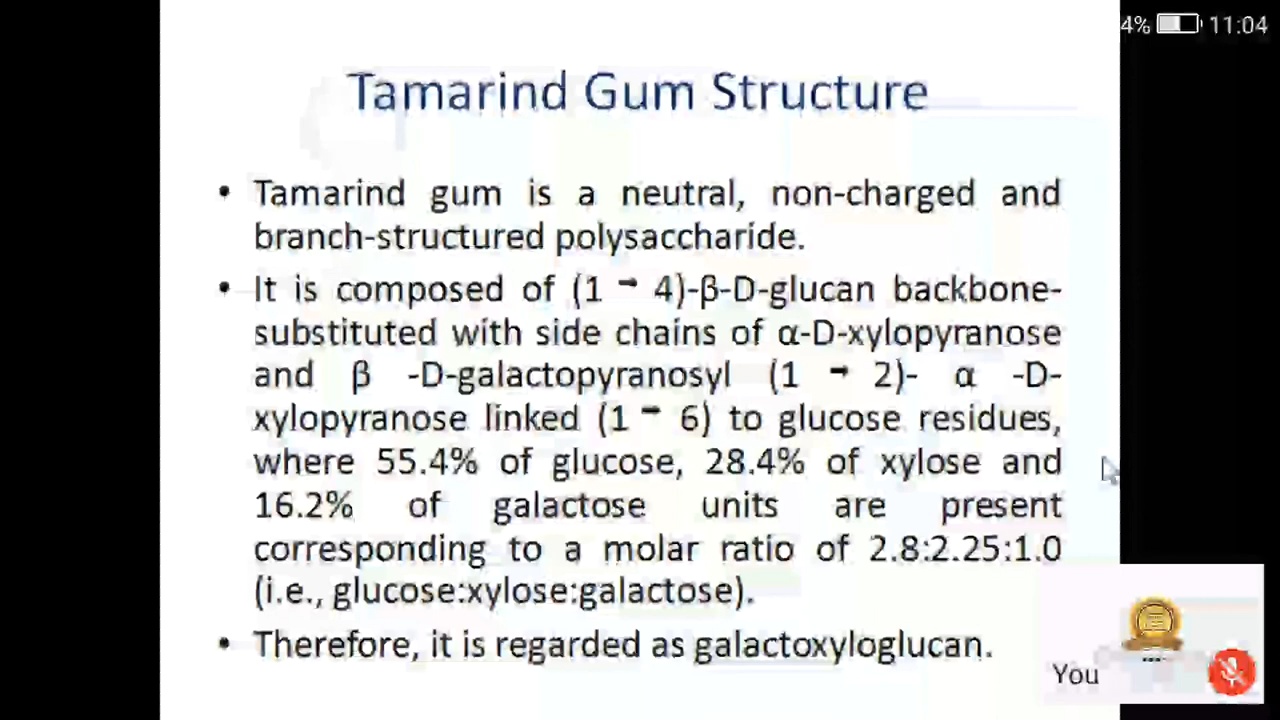 4% 11:04
Tamarind Gum Structure
• Tamarind gum is a neutral, non-charged and
branch-structured polysaccharide.
• It is composed of (1 → 4)-β-D-glucan backbone-
substituted with side chains of α-D-xylopyranose
and β -D-galactopyranosyl (1 → 2)- α -D-
xylopyranose linked (1 → 6) to glucose residues,
where 55.4% of glucose, 28.4% of xylose and
16.2% of galactose units are present
corresponding to a molar ratio of 2.8:2.25:1.0
(i.e., glucose:xylose:galactose).
• Therefore, it is regarded as galactoxyloglucan.
You